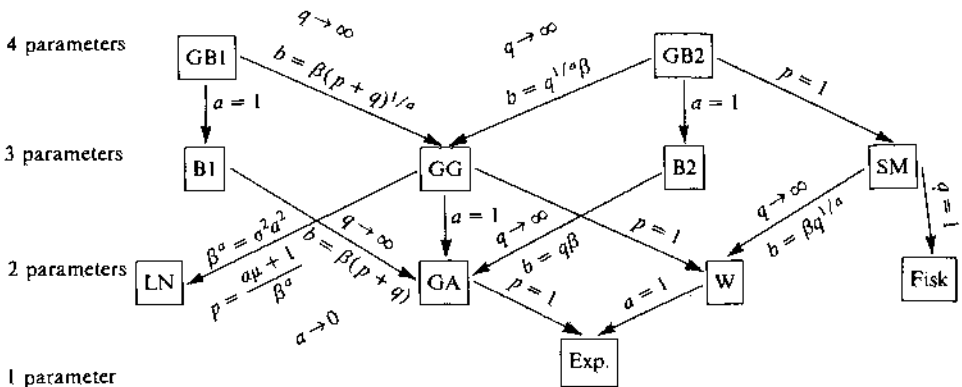 q → ∞
q → ∞
4 parameters
GB1
b = β(p + q)^{1/a}
b = q^{1/a}β
GB2
p = 1
a = 1
a = 1
3 parameters
B1
GG
B2
SM
β^a = σ²a²
q → ∞
b = β(p + q)
a = 1
q → ∞
b = qβ
p = 1
q → ∞
b = βq^{1/a}
q = 1
2 parameters
LN
p = (aμ + 1)/β^a
GA
W
Fisk
a → 0
p = 1
a = 1
Exp.
1 parameter